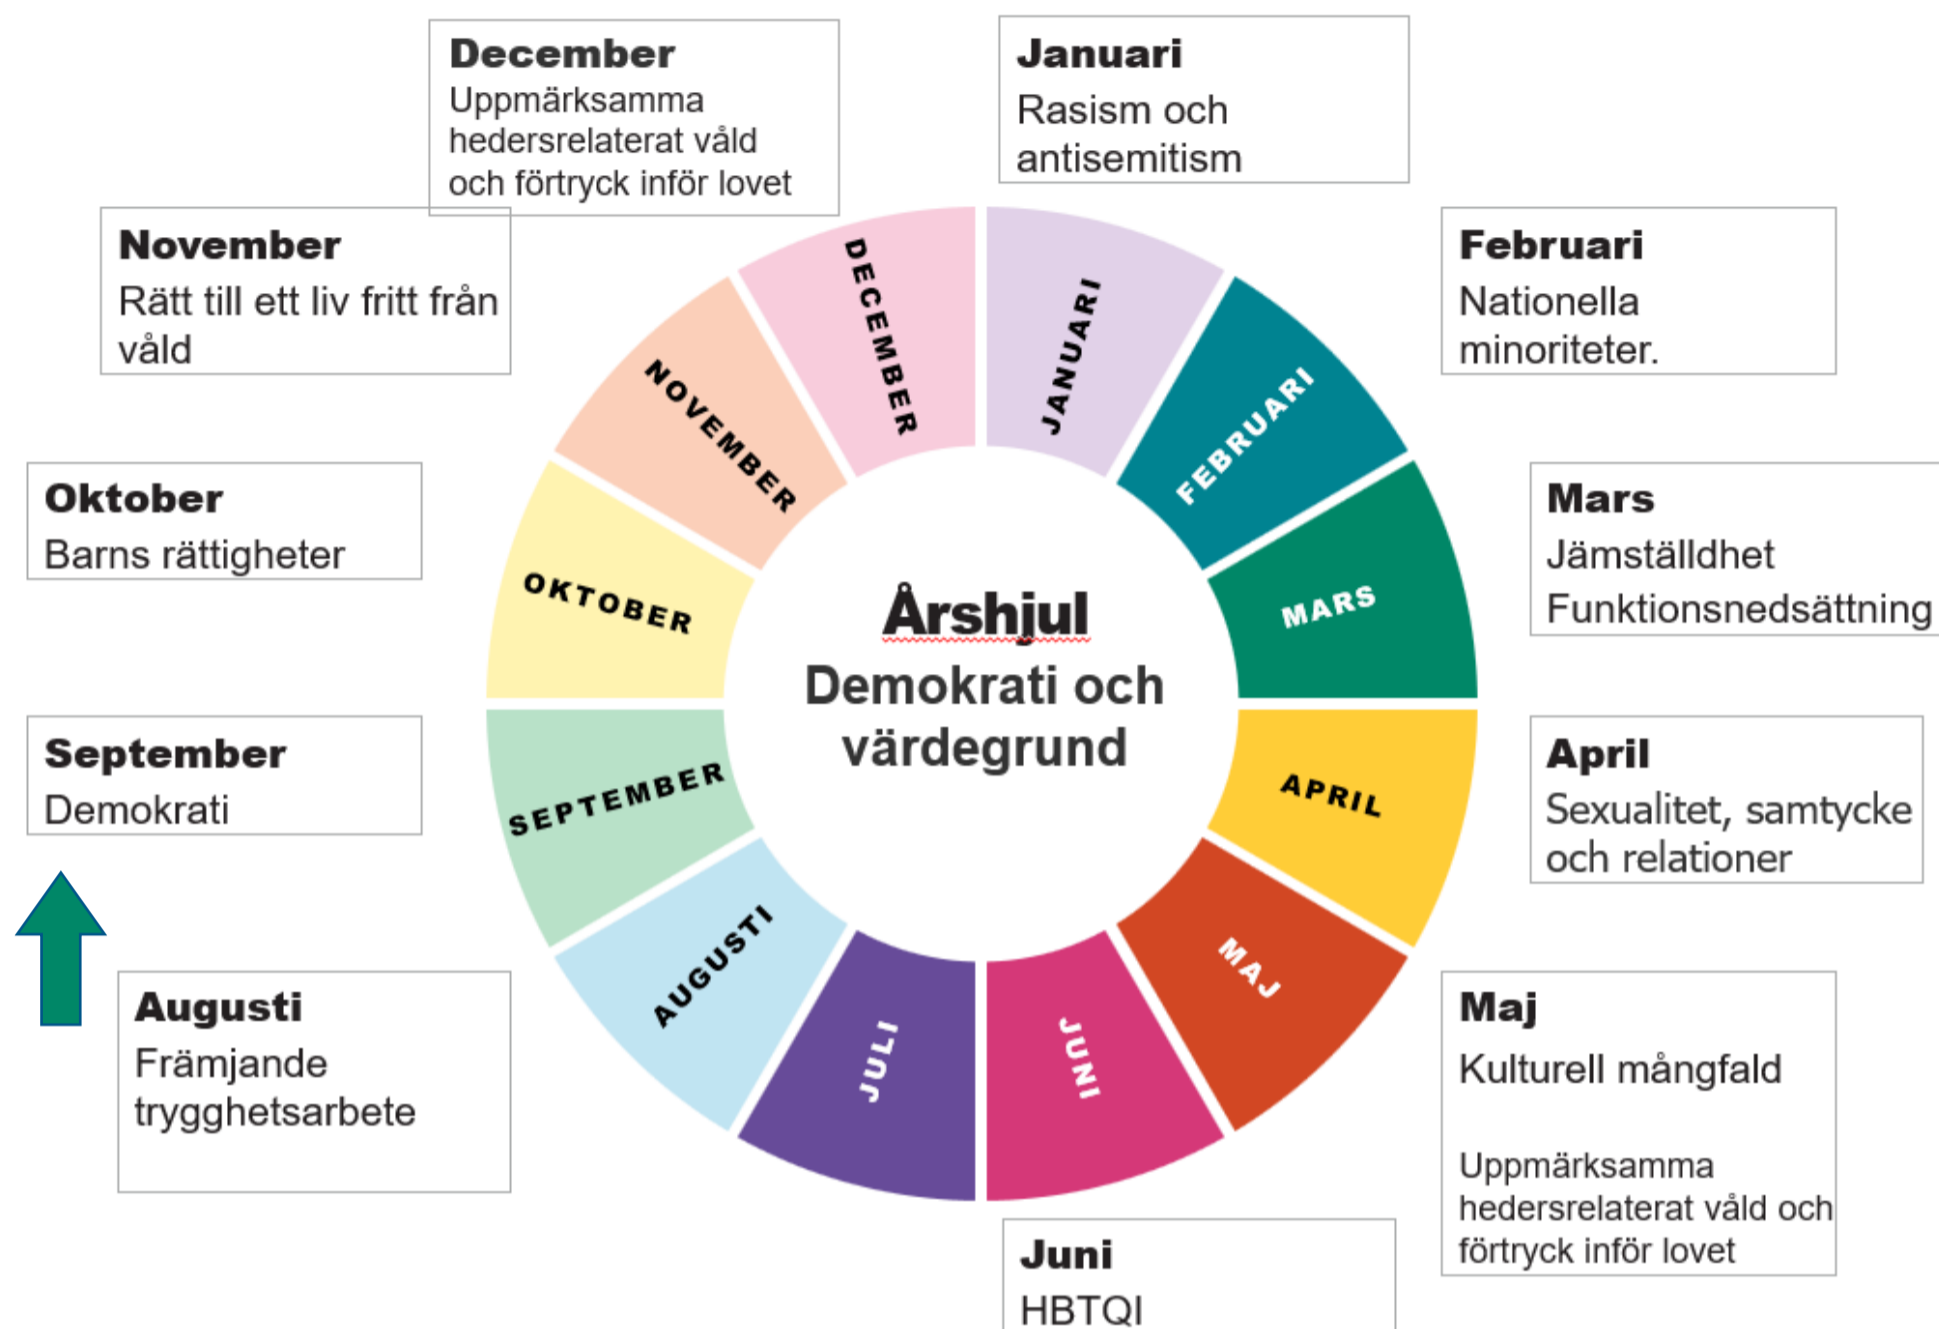 December
Uppmärksamma
hedersrelaterat våld
och förtryck inför lovet
Januari
Rasism och
antisemitism
November
Rätt till ett liv fritt från
våld
Februari
Nationella
minoriteter.
Oktober
Barns rättigheter
Mars
Jämställdhet
Funktionsnedsättning
September
Demokrati
April
Sexualitet, samtycke
och relationer
Augusti
Främjande
trygghetsarbete
Maj
Kulturell mångfald
Uppmärksamma
hedersrelaterat våld och
förtryck inför lovet
Juni
HBTQI
Årshjul
Demokrati och
värdegrund
JANUARI
FEBRUARI
MARS
APRIL
MAJ
JUNI
JULI
AUGUSTI
SEPTEMBER
OKTOBER
NOVEMBER
DECEMBER